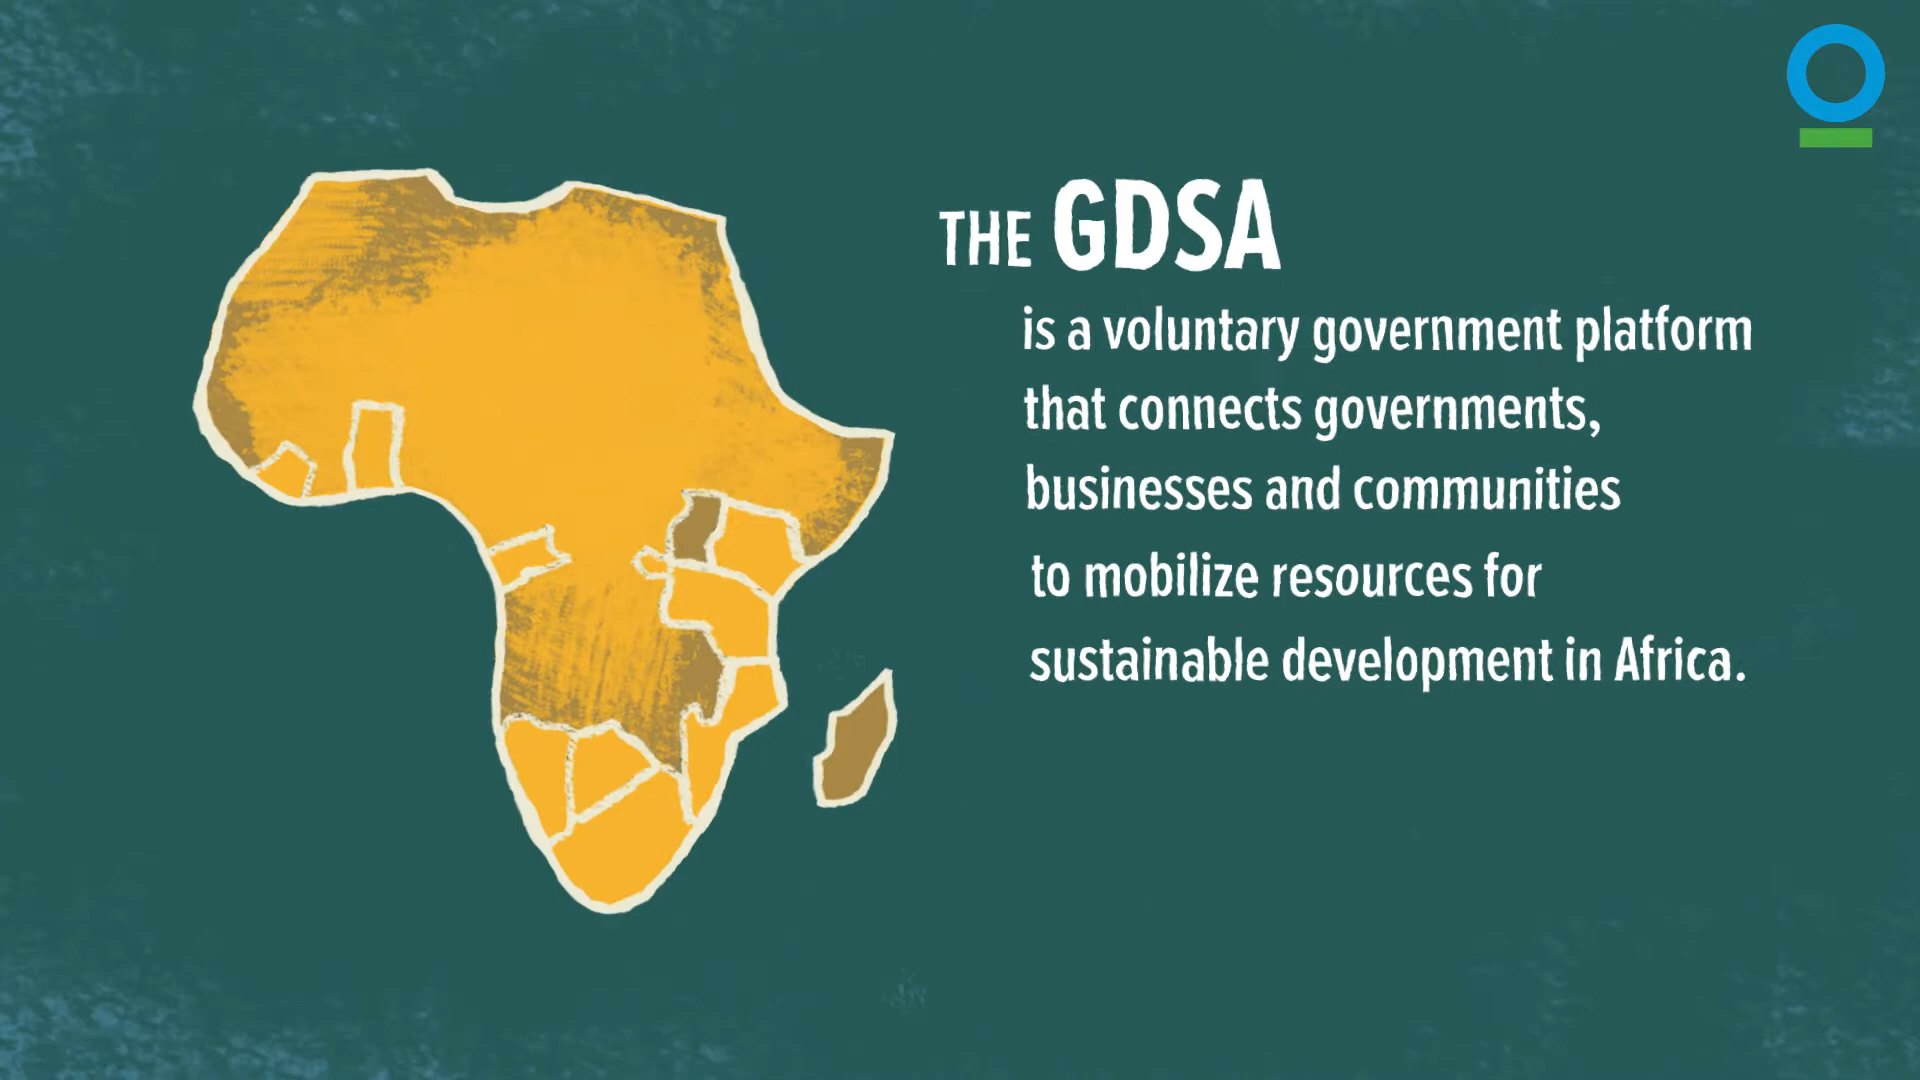 THE GDSA
is a voluntary government platform
that connects governments,
businesses and communities
to mobilize resources for
sustainable development in Africa.